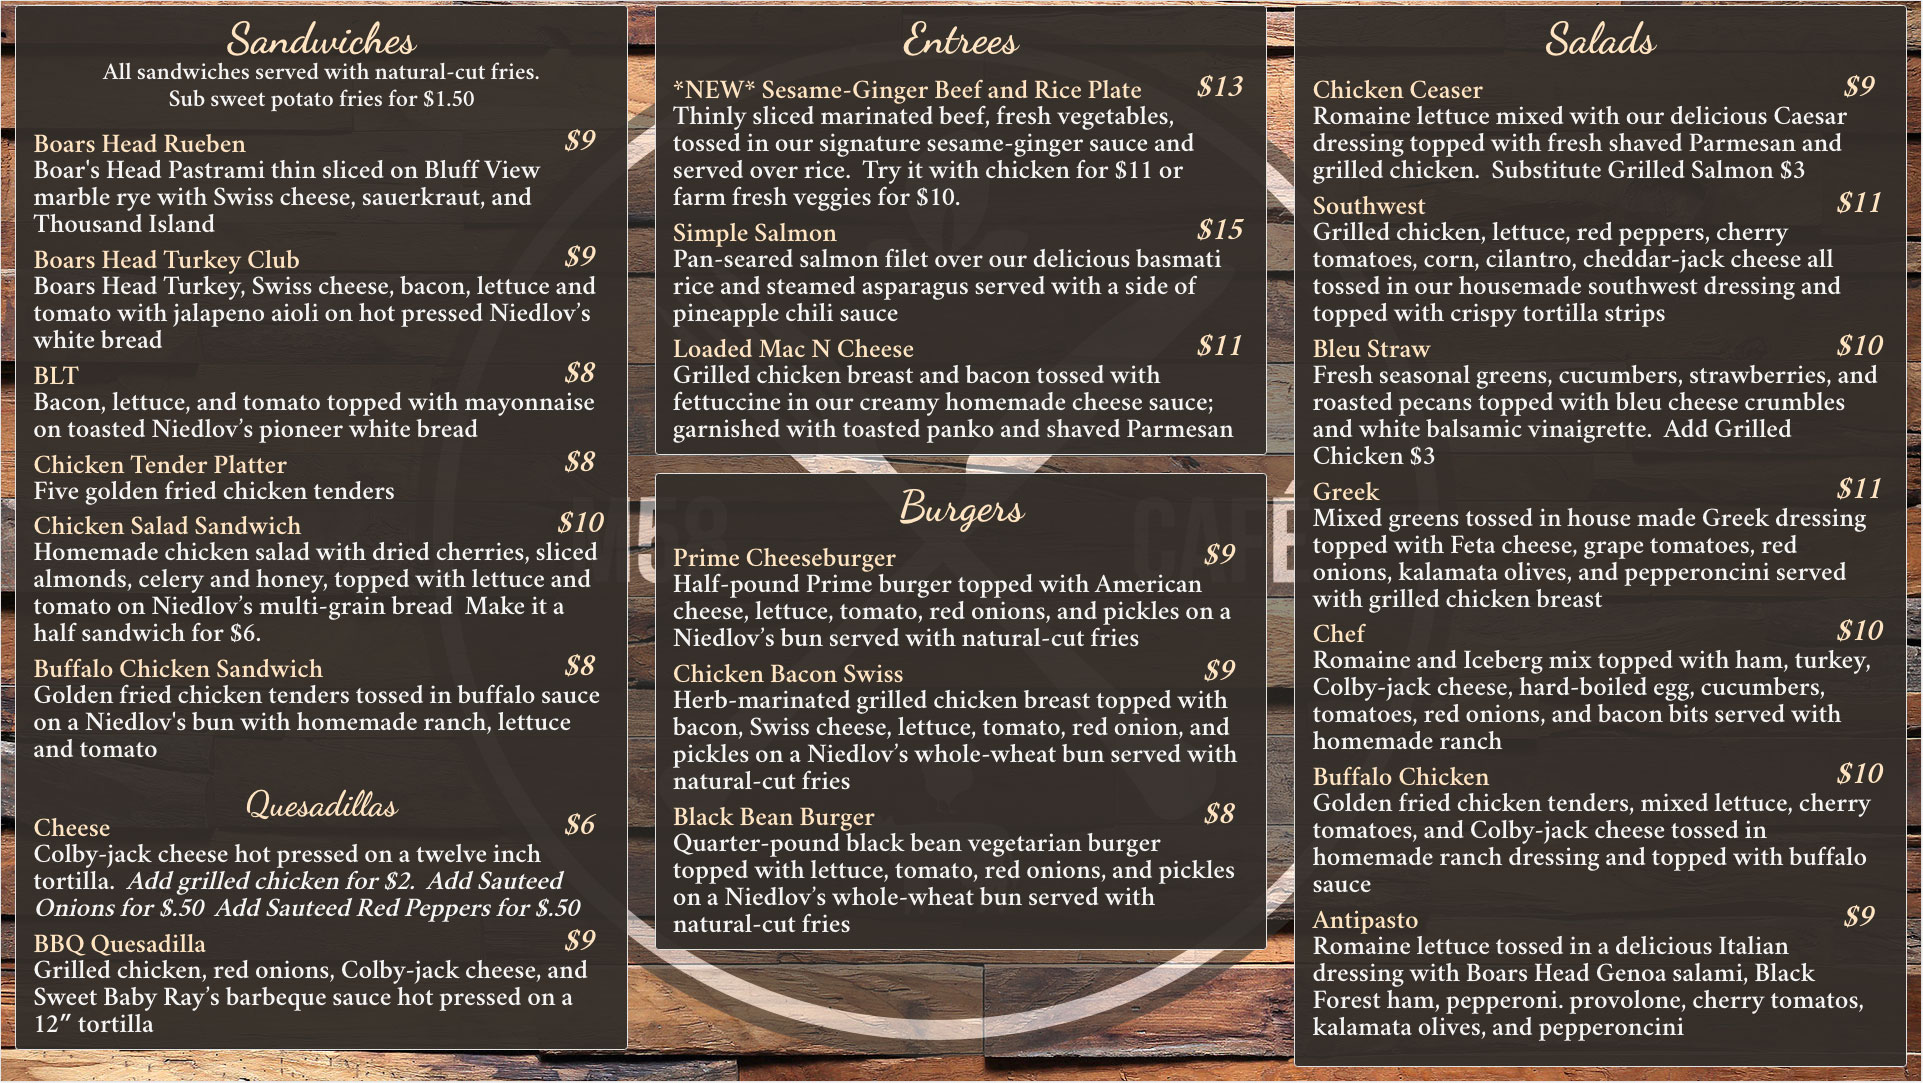 Sandwiches
All sandwiches served with natural-cut fries.
Sub sweet potato fries for $1.50
Boars Head Rueben $9
Boar's Head Pastrami thin sliced on Bluff View
marble rye with Swiss cheese, sauerkraut, and
Thousand Island
Boars Head Turkey Club $9
Boars Head Turkey, Swiss cheese, bacon, lettuce and
tomato with jalapeno aioli on hot pressed Niedlov’s
white bread
BLT $8
Bacon, lettuce, and tomato topped with mayonnaise
on toasted Niedlov’s pioneer white bread
Chicken Tender Platter $8
Five golden fried chicken tenders
Chicken Salad Sandwich $10
Homemade chicken salad with dried cherries, sliced
almonds, celery and honey, topped with lettuce and
tomato on Niedlov’s multi-grain bread  Make it a
half sandwich for $6.
Buffalo Chicken Sandwich $8
Golden fried chicken tenders tossed in buffalo sauce
on a Niedlov's bun with homemade ranch, lettuce
and tomato
Quesadillas
Cheese $6
Colby-jack cheese hot pressed on a twelve inch
tortilla.  Add grilled chicken for $2.  Add Sauteed
Onions for $.50  Add Sauteed Red Peppers for $.50
BBQ Quesadilla $9
Grilled chicken, red onions, Colby-jack cheese, and
Sweet Baby Ray’s barbeque sauce hot pressed on a
12″ tortilla
Entrees
*NEW* Sesame-Ginger Beef and Rice Plate $13
Thinly sliced marinated beef, fresh vegetables,
tossed in our signature sesame-ginger sauce and
served over rice.  Try it with chicken for $11 or
farm fresh veggies for $10.
Simple Salmon $15
Pan-seared salmon filet over our delicious basmati
rice and steamed asparagus served with a side of
pineapple chili sauce
Loaded Mac N Cheese $11
Grilled chicken breast and bacon tossed with
fettuccine in our creamy homemade cheese sauce;
garnished with toasted panko and shaved Parmesan
Burgers
Prime Cheeseburger $9
Half-pound Prime burger topped with American
cheese, lettuce, tomato, red onions, and pickles on a
Niedlov’s bun served with natural-cut fries
Chicken Bacon Swiss $9
Herb-marinated grilled chicken breast topped with
bacon, Swiss cheese, lettuce, tomato, red onion, and
pickles on a Niedlov’s whole-wheat bun served with
natural-cut fries
Black Bean Burger $8
Quarter-pound black bean vegetarian burger
topped with lettuce, tomato, red onions, and pickles
on a Niedlov’s whole-wheat bun served with
natural-cut fries
Salads
Chicken Ceaser $9
Romaine lettuce mixed with our delicious Caesar
dressing topped with fresh shaved Parmesan and
grilled chicken.  Substitute Grilled Salmon $3
Southwest $11
Grilled chicken, lettuce, red peppers, cherry
tomatoes, corn, cilantro, cheddar-jack cheese all
tossed in our housemade southwest dressing and
topped with crispy tortilla strips
Bleu Straw $10
Fresh seasonal greens, cucumbers, strawberries, and
roasted pecans topped with bleu cheese crumbles
and white balsamic vinaigrette.  Add Grilled
Chicken $3
Greek $11
Mixed greens tossed in house made Greek dressing
topped with Feta cheese, grape tomatoes, red
onions, kalamata olives, and pepperoncini served
with grilled chicken breast
Chef $10
Romaine and Iceberg mix topped with ham, turkey,
Colby-jack cheese, hard-boiled egg, cucumbers,
tomatoes, red onions, and bacon bits served with
homemade ranch
Buffalo Chicken $10
Golden fried chicken tenders, mixed lettuce, cherry
tomatoes, and Colby-jack cheese tossed in
homemade ranch dressing and topped with buffalo
sauce
Antipasto $9
Romaine lettuce tossed in a delicious Italian
dressing with Boars Head Genoa salami, Black
Forest ham, pepperoni. provolone, cherry tomatoes,
kalamata olives, and pepperoncini
CAFÉ